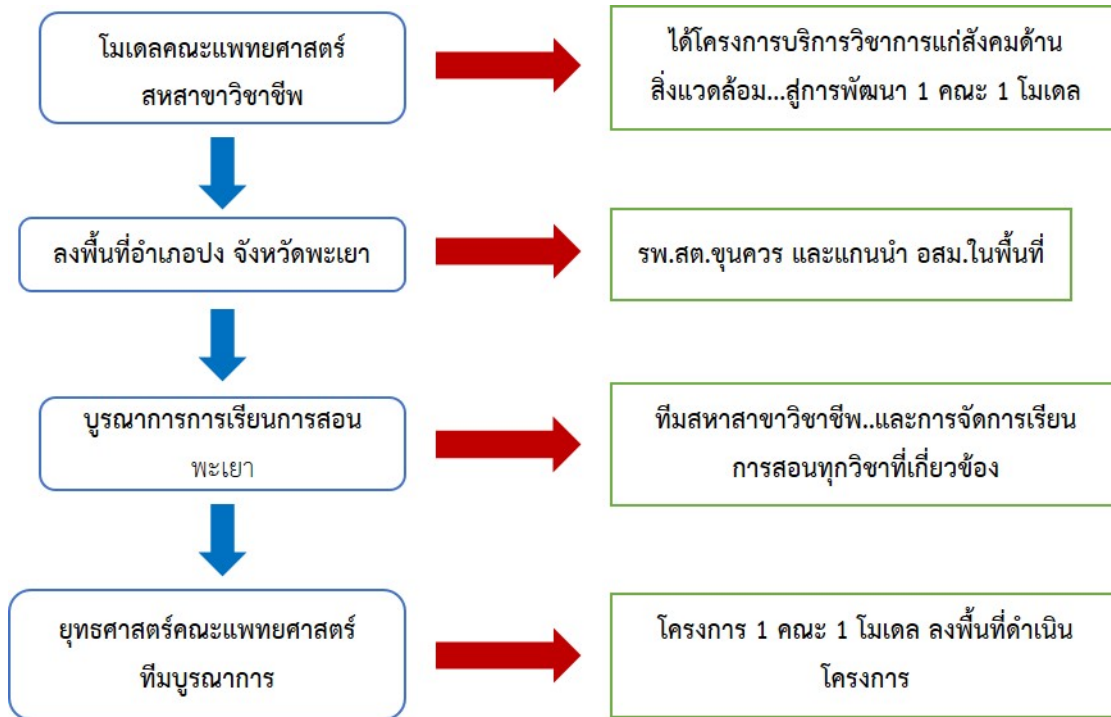 โมเดลคณะแพทยศาสตร์
สหสาขาวิชาชีพ
ได้โครงการบริการวิชาการแก่สังคมด้าน
สิ่งแวดล้อม...สู่การพัฒนา 1 คณะ 1 โมเดล
ลงพื้นที่อำเภอปง จังหวัดพะเยา
รพ.สต.ขุนควร และแกนนำ อสม.ในพื้นที่
บูรณาการการเรียนการสอน
พะเยา
ทีมสหาสาขาวิชาชีพ..และการจัดการเรียน
การสอนทุกวิชาที่เกี่ยวข้อง
ยุทธศาสตร์คณะแพทยศาสตร์
ทีมบูรณาการ
โครงการ 1 คณะ 1 โมเดล ลงพื้นที่ดำเนิน
โครงการ